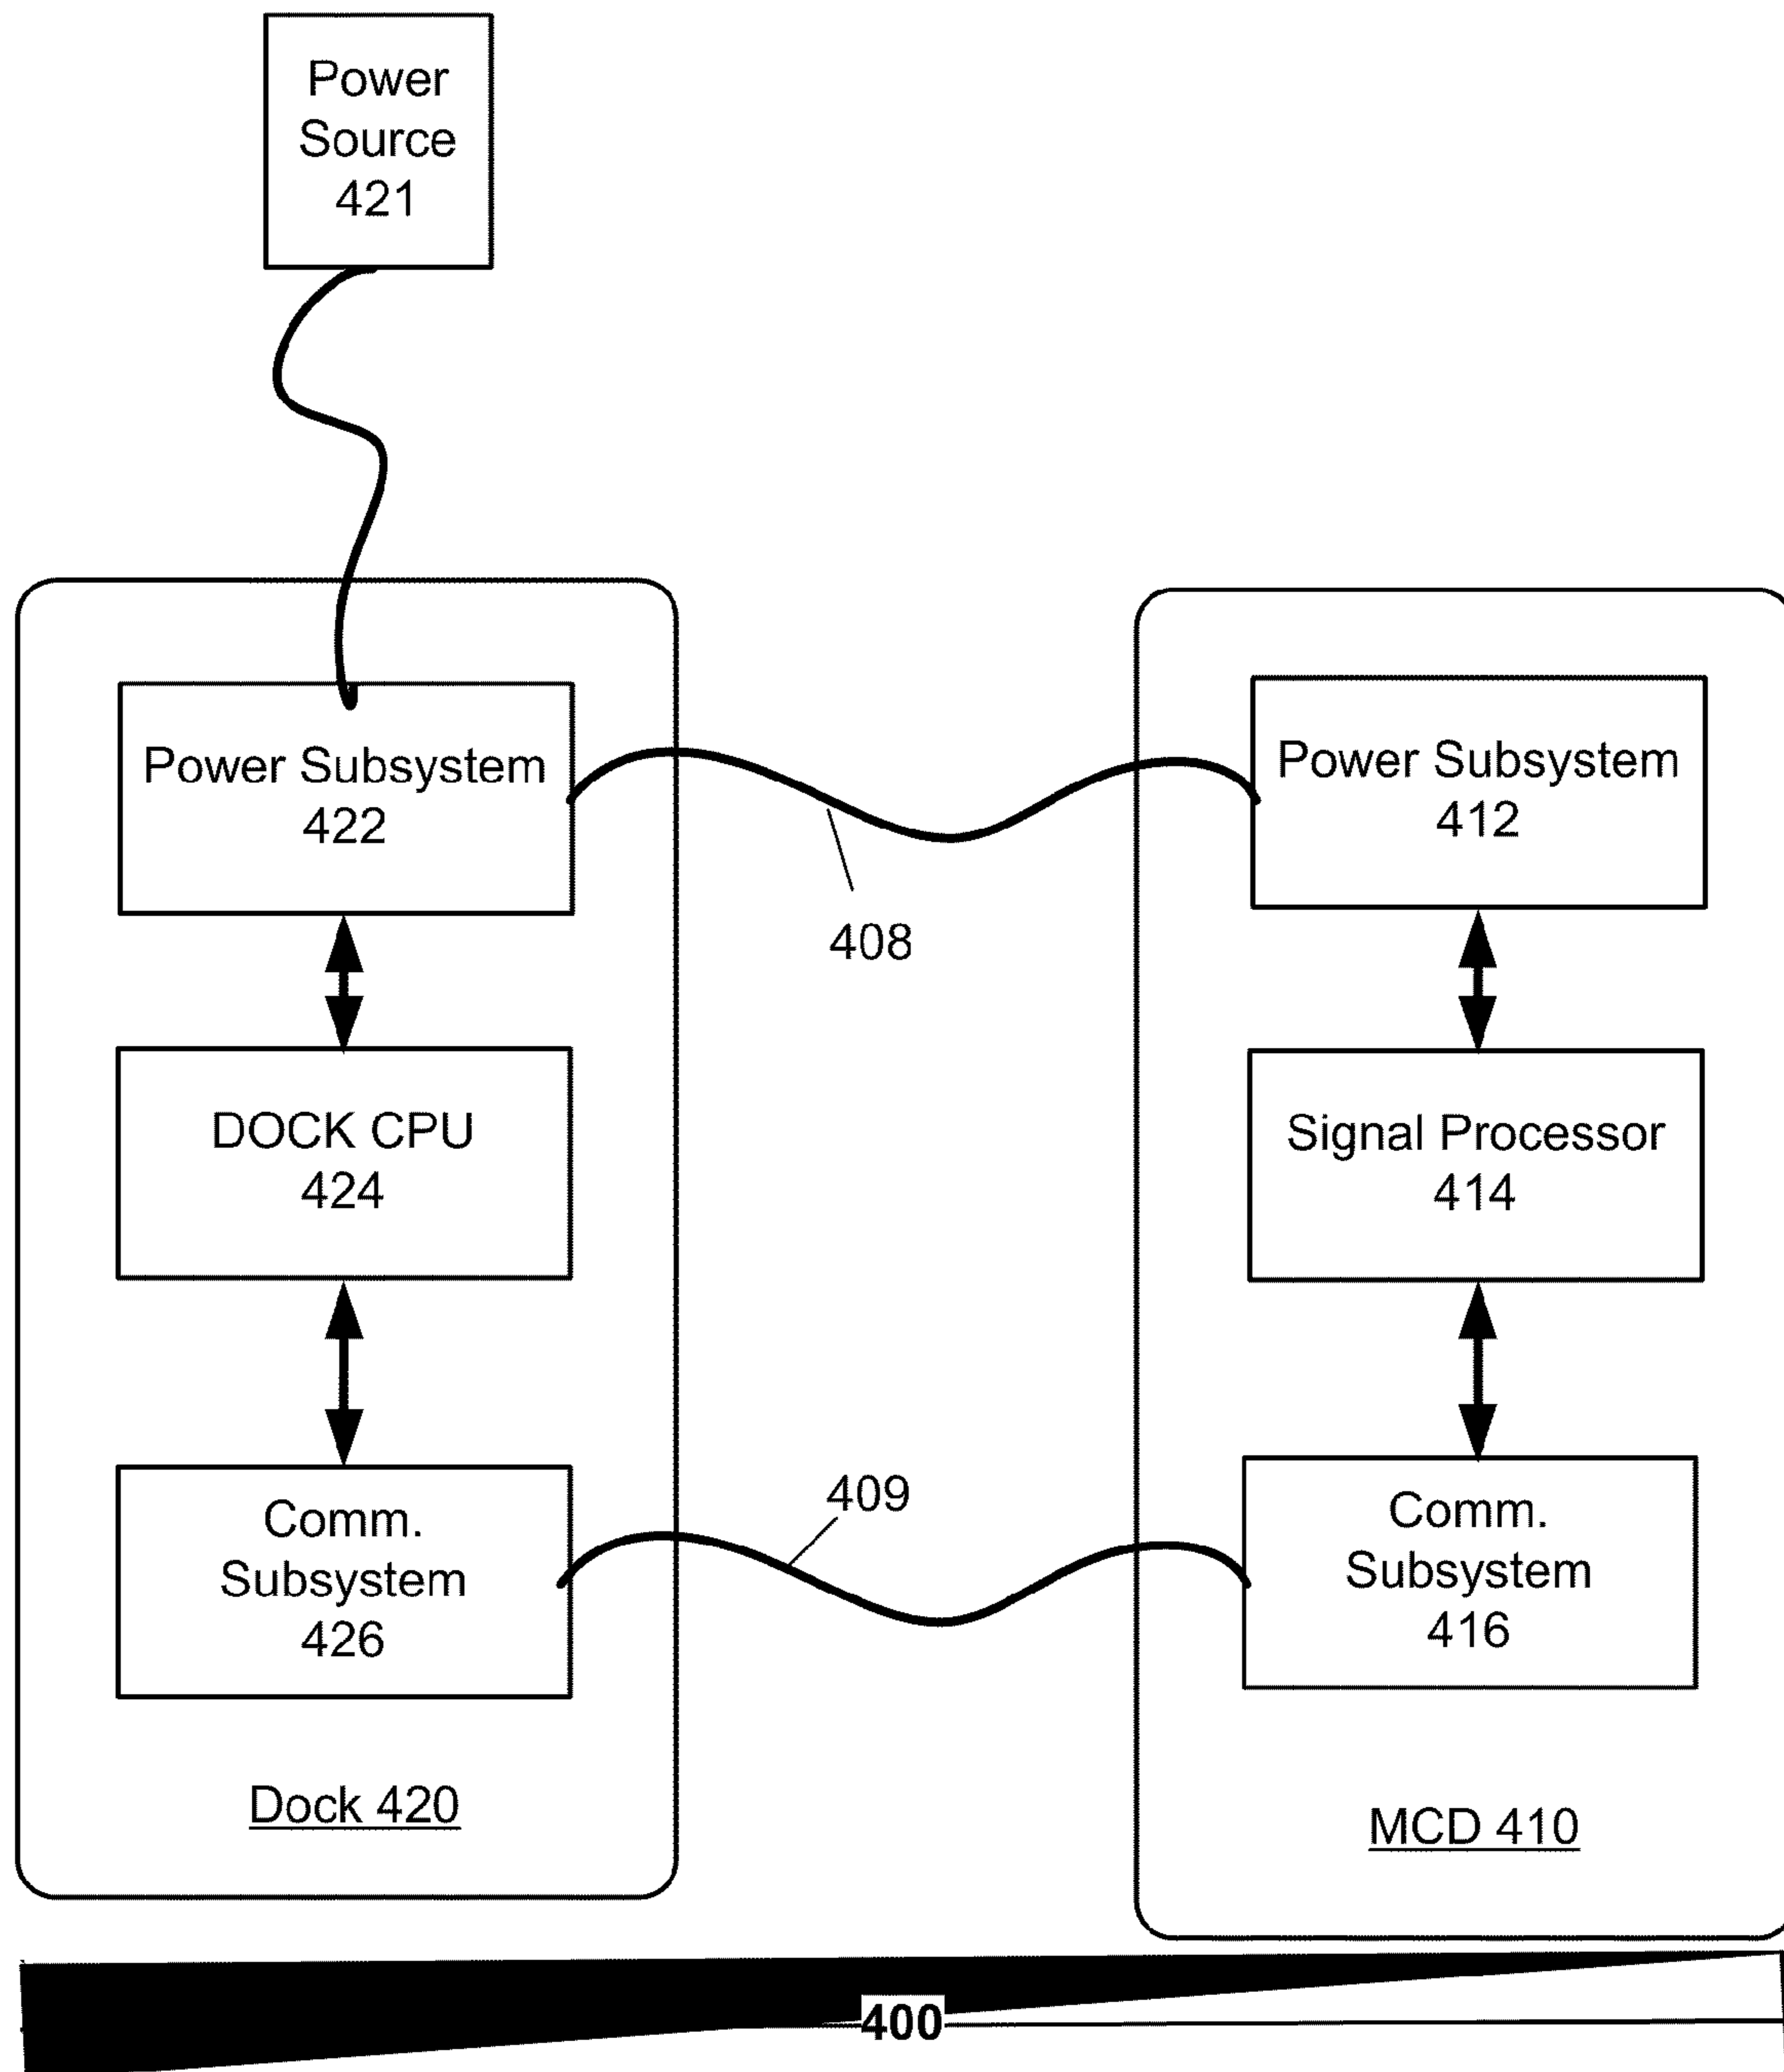 Power
Source
421
Power Subsystem
422
Power Subsystem
412
408
DOCK CPU
424
Signal Processor
414
409
Comm.
Subsystem
426
Comm.
Subsystem
416
Dock 420
MCD 410
400